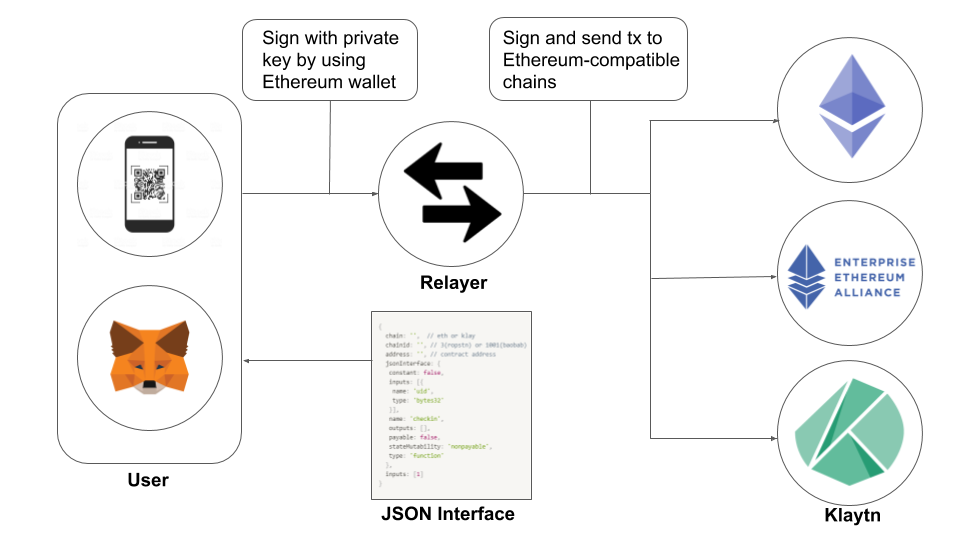 Sign with private
key by using
Ethereum wallet
Sign and send tx to
Ethereum-compatible
chains
Relayer
ENTERPRISE
ETHEREUM
ALLIANCE
{
chain: '', // eth or klay
chainId: '', // 3(ropstn) or 1001(baobab)
address: '', // contract address
jsonInterface: {
constant: false,
inputs: [{
name: 'uId',
type: 'bytes32'
}],
name: 'checkin',
outputs: [],
payable: false,
stateMutability: 'nonpayable',
type: 'function'
},
inputs: [1]
}
User
JSON Interface
Klaytn